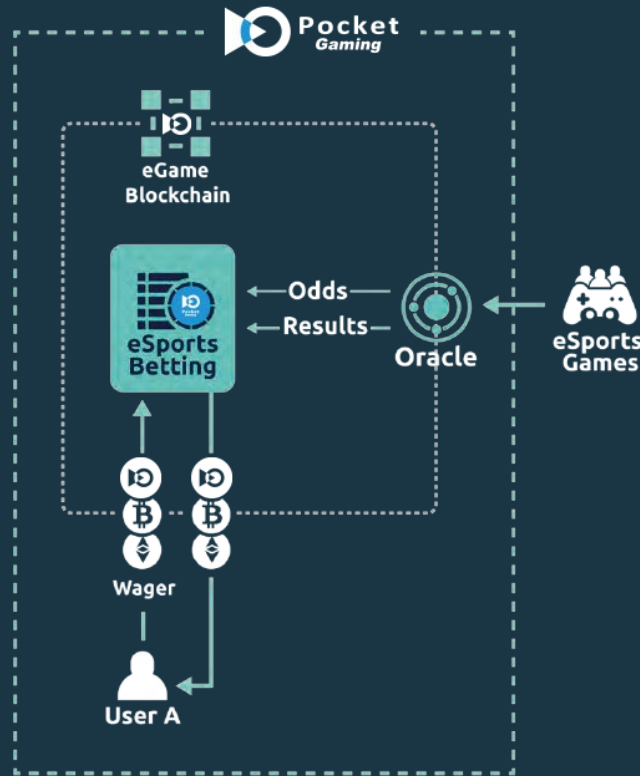 Pocket
Gaming
eGame
Blockchain
Odds
Results
eSports
Betting
Oracle
eSports
Games
Wager
User A